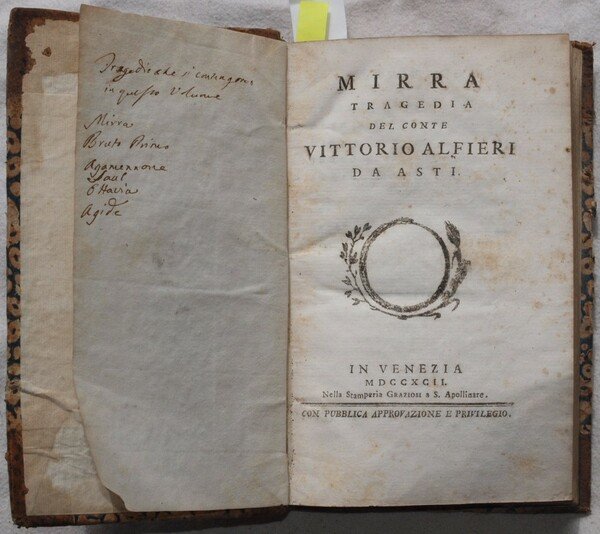 Tragedie che si contengono
in questo Volume
Mirra
Bruto Primo
Agamennone
Saul
Ottavia
Agide
MIRRA
TRAGEDIA
DEL CONTE
VITTORIO ALFIERI
DA ASTI.
IN VENEZIA
MDCCXCII.
Nella Stamperia GRAZIOSI a S. Apollinare.
CON PUBBLICA APPROVAZIONE E PRIVILEGIO.